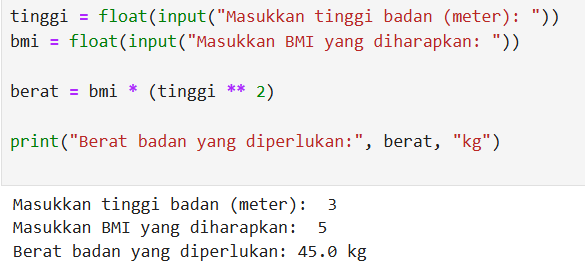 tinggi = float(input("Masukkan tinggi badan (meter): "))
bmi = float(input("Masukkan BMI yang diharapkan: "))
berat = bmi * (tinggi ** 2)
print("Berat badan yang diperlukan:", berat, "kg")
Masukkan tinggi badan (meter):  3
Masukkan BMI yang diharapkan:  5
Berat badan yang diperlukan: 45.0 kg